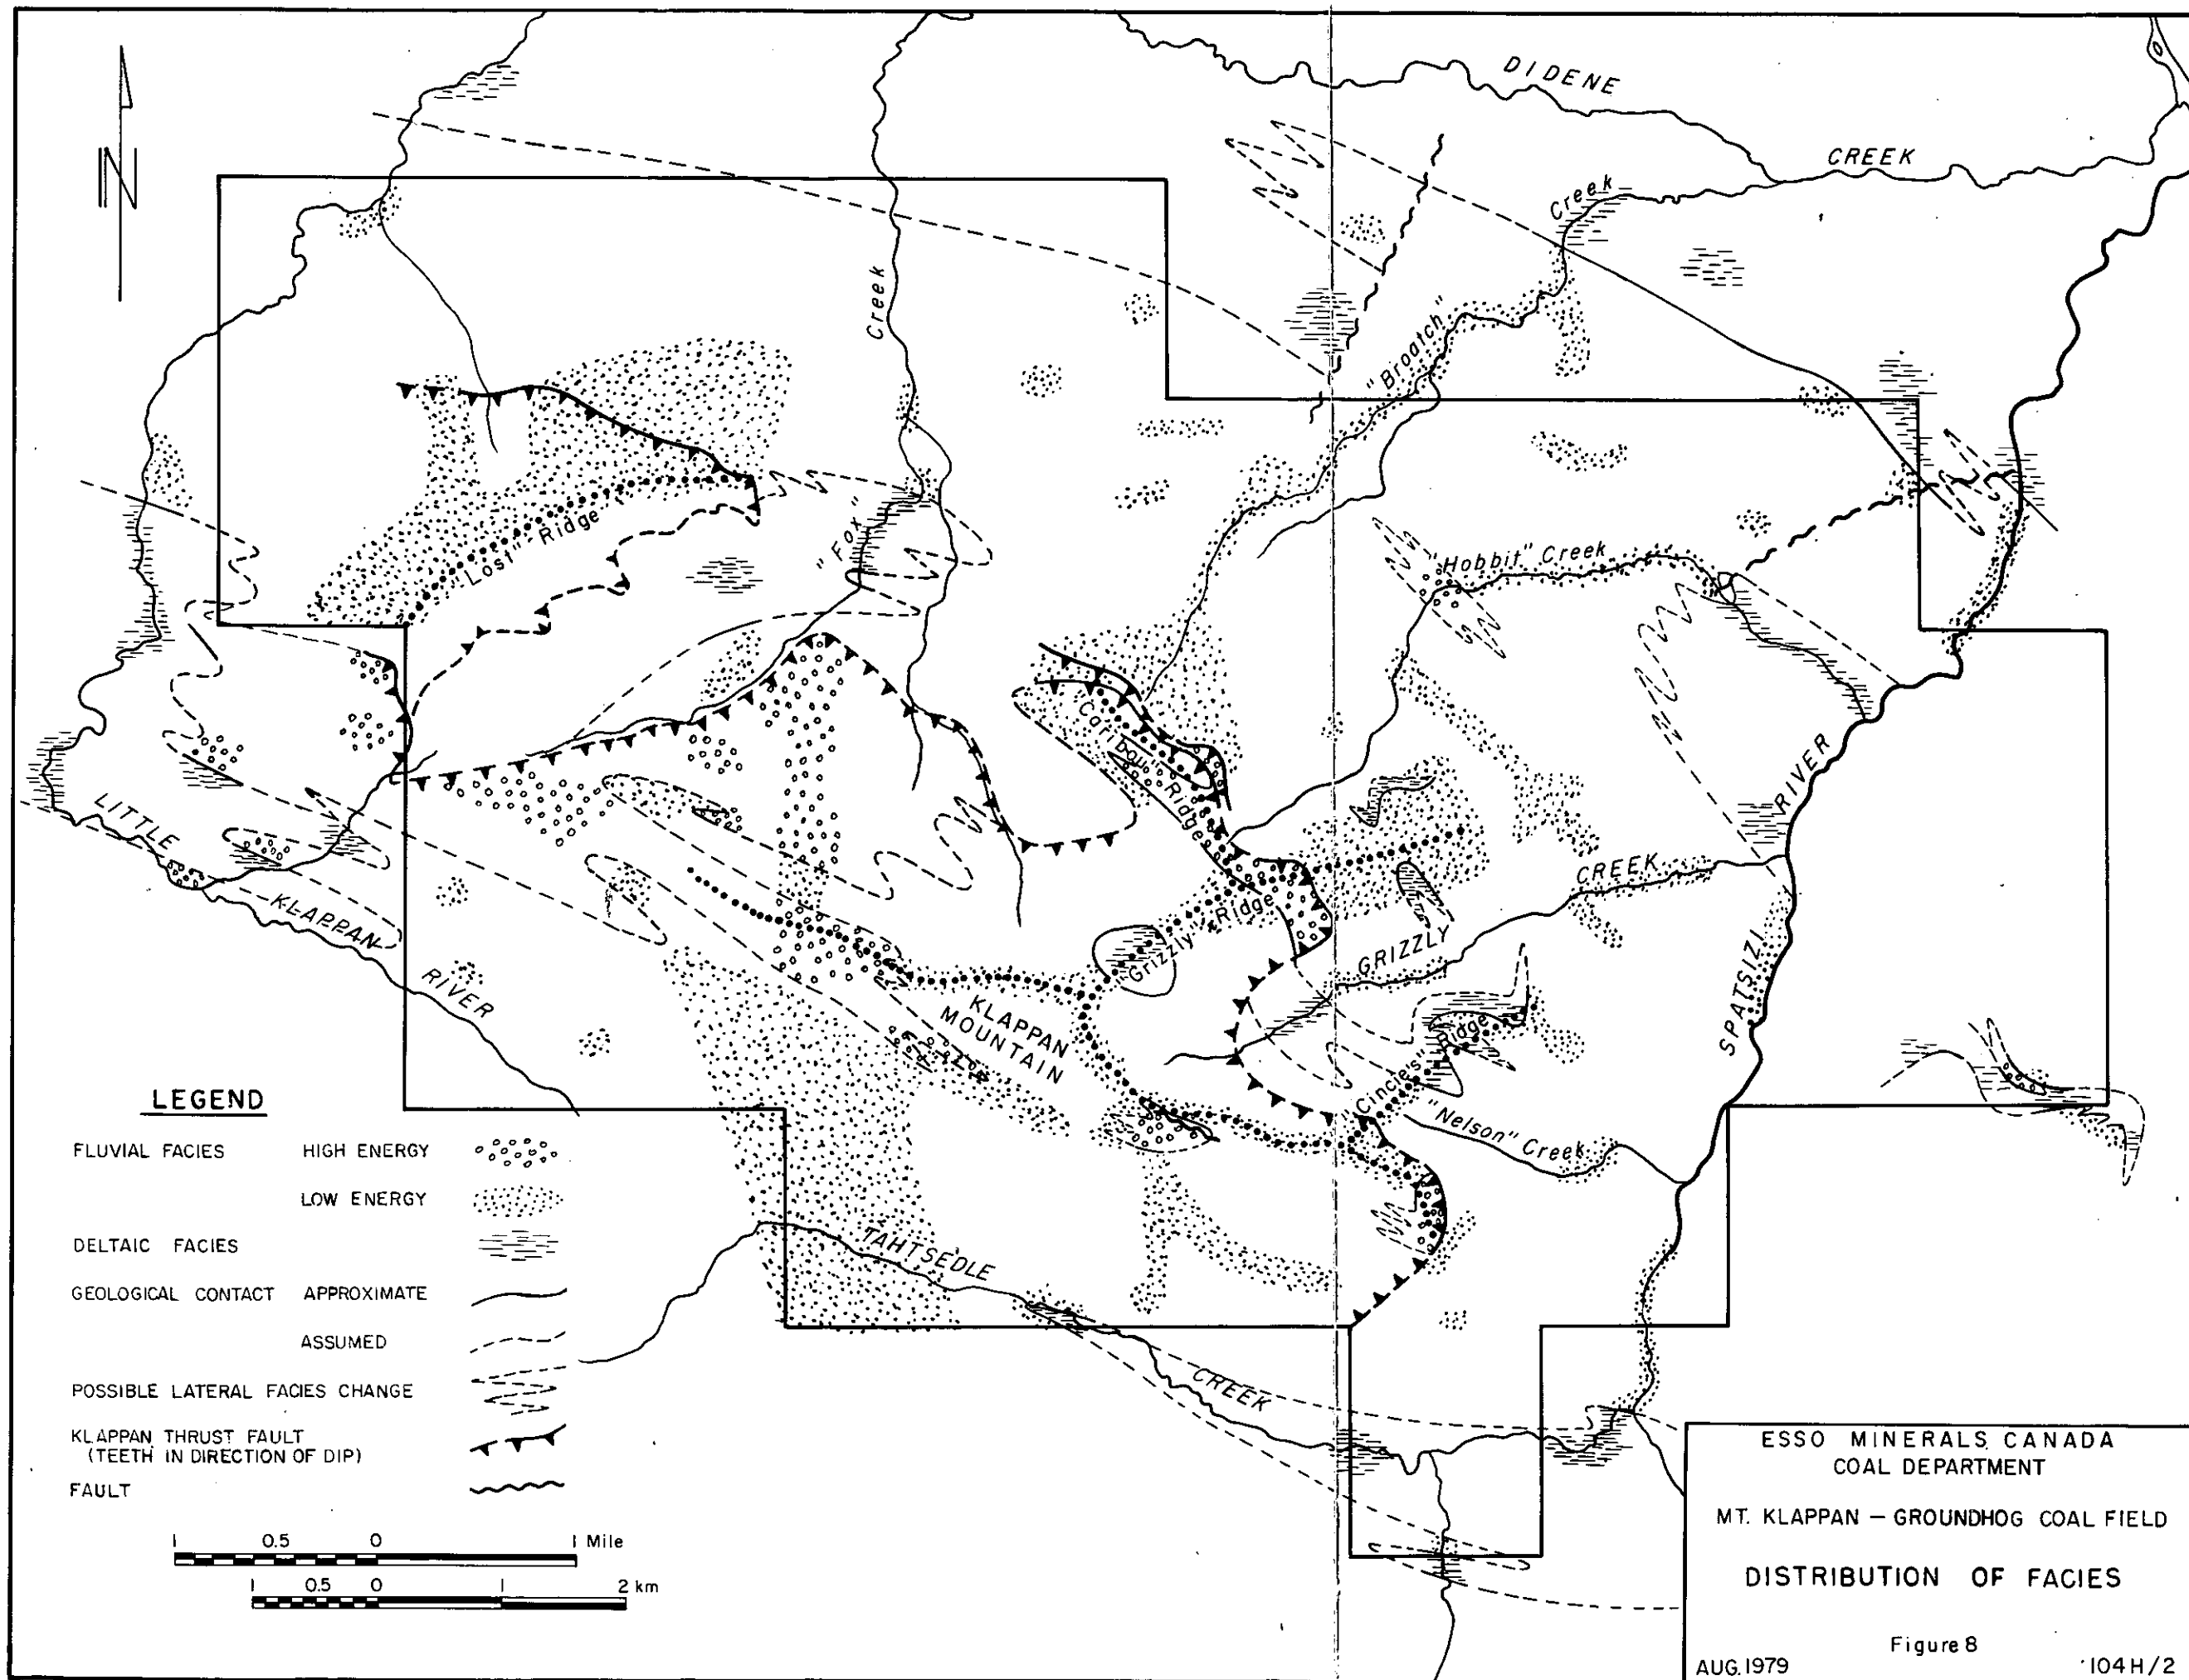 DIDENE
CREEK
N
Creek
Creek
"Broatch"
"Lost" Ridge
"Fox"
"Hobbit" Creek
"Caribou" Ridge
RIVER
LITTLE
KLAPPAN
RIVER
CREEK
"Grizzly" Ridge
GRIZZLY
SPATSIZI
KLAPPAN
MOUNTAIN
"Cincie's" Ridge
"Nelson" Creek
TAHTSEDLE
CREEK
LEGEND
FLUVIAL FACIES HIGH ENERGY
LOW ENERGY
DELTAIC FACIES
GEOLOGICAL CONTACT APPROXIMATE
ASSUMED
POSSIBLE LATERAL FACIES CHANGE
KLAPPAN THRUST FAULT
(TEETH IN DIRECTION OF DIP)
FAULT
1 0.5 0 1 Mile
1 0.5 0 1 2 km
ESSO MINERALS CANADA
COAL DEPARTMENT
MT. KLAPPAN – GROUNDHOG COAL FIELD
DISTRIBUTION OF FACIES
Figure 8
AUG. 1979 104H/2